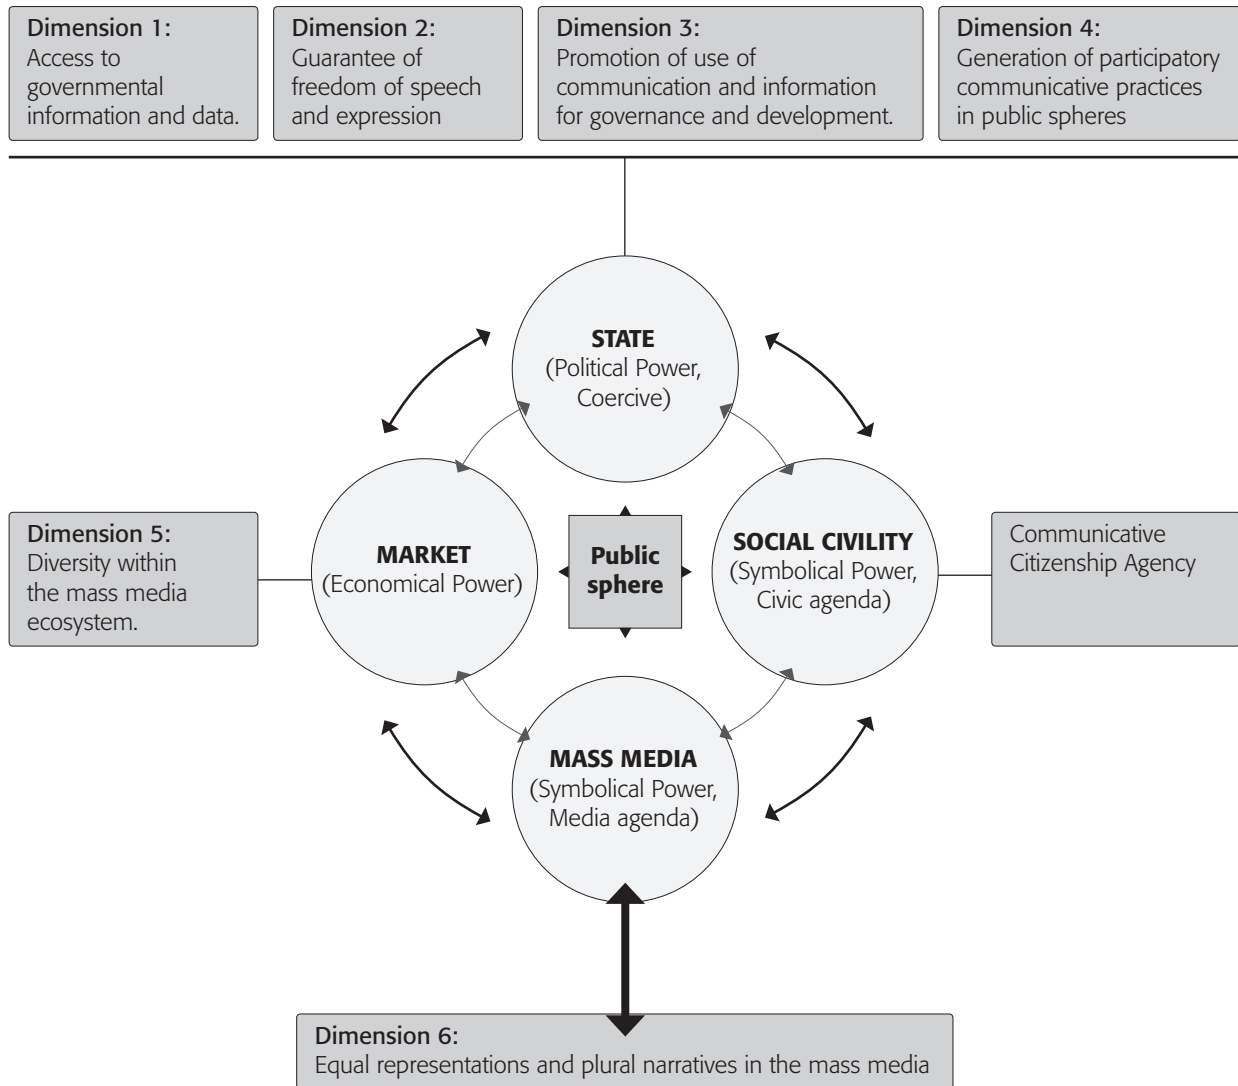 Dimension 1:
Access to
governmental
information and data.
Dimension 2:
Guarantee of
freedom of speech
and expression
Dimension 3:
Promotion of use of
communication and information
for governance and development.
Dimension 4:
Generation of participatory
communicative practices
in public spheres
STATE
(Political Power,
Coercive)
Dimension 5:
Diversity within
the mass media
ecosystem.
MARKET
(Economical Power)
Public
sphere
SOCIAL CIVILITY
(Symbolical Power,
Civic agenda)
Communicative
Citizenship Agency
MASS MEDIA
(Symbolical Power,
Media agenda)
Dimension 6:
Equal representations and plural narratives in the mass media